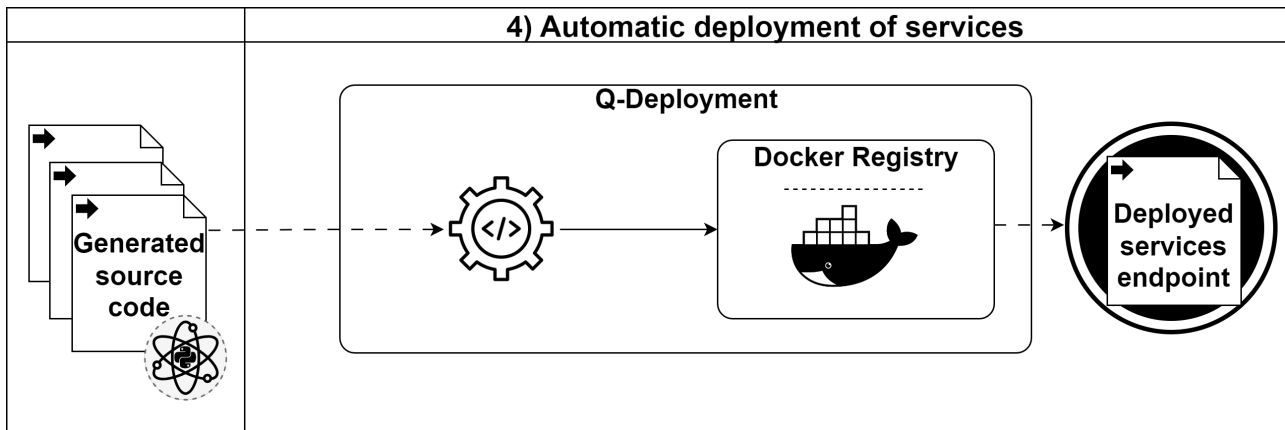 4) Automatic deployment of services
Q-Deployment
Docker Registry
Generated
source
code
</>
Deployed
services
endpoint